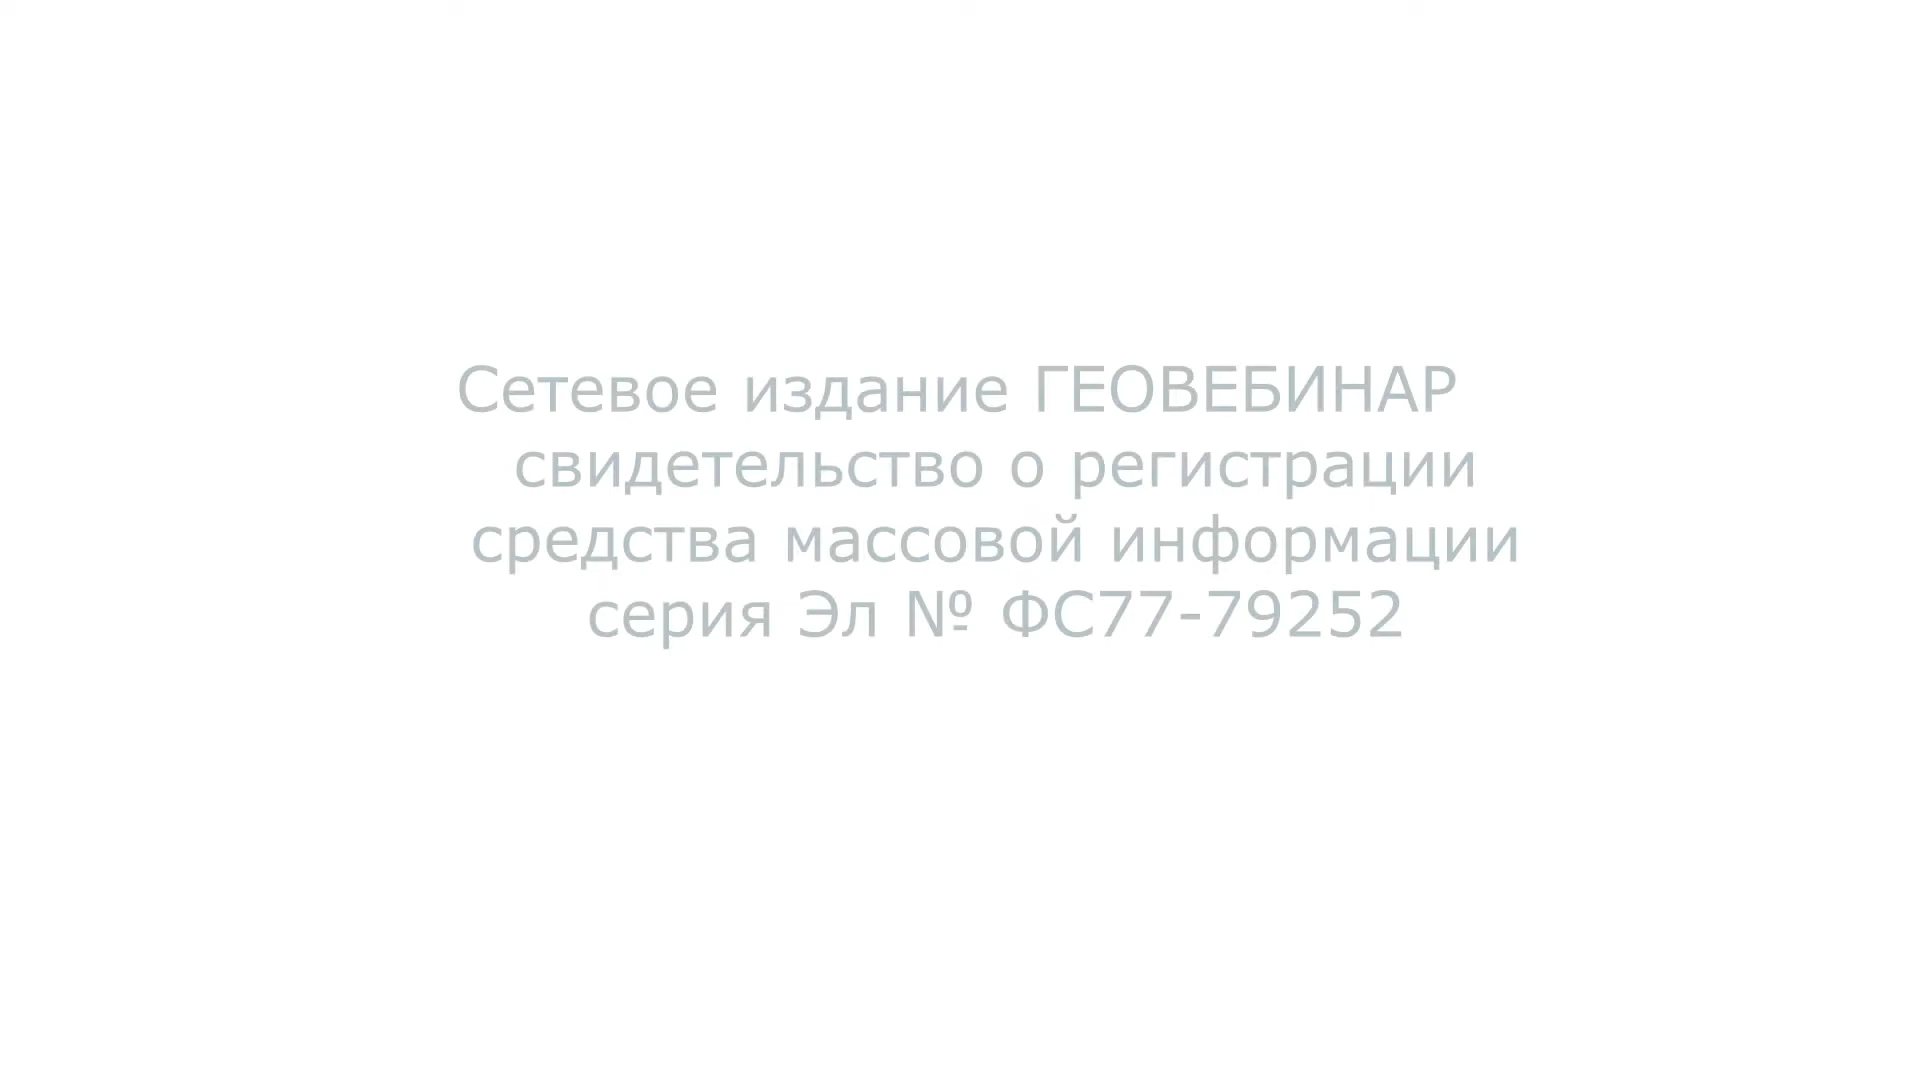 Сетевое издание ГЕОВЕБИНАР
свидетельство о регистрации
средства массовой информации
серия Эл № ФС77-79252